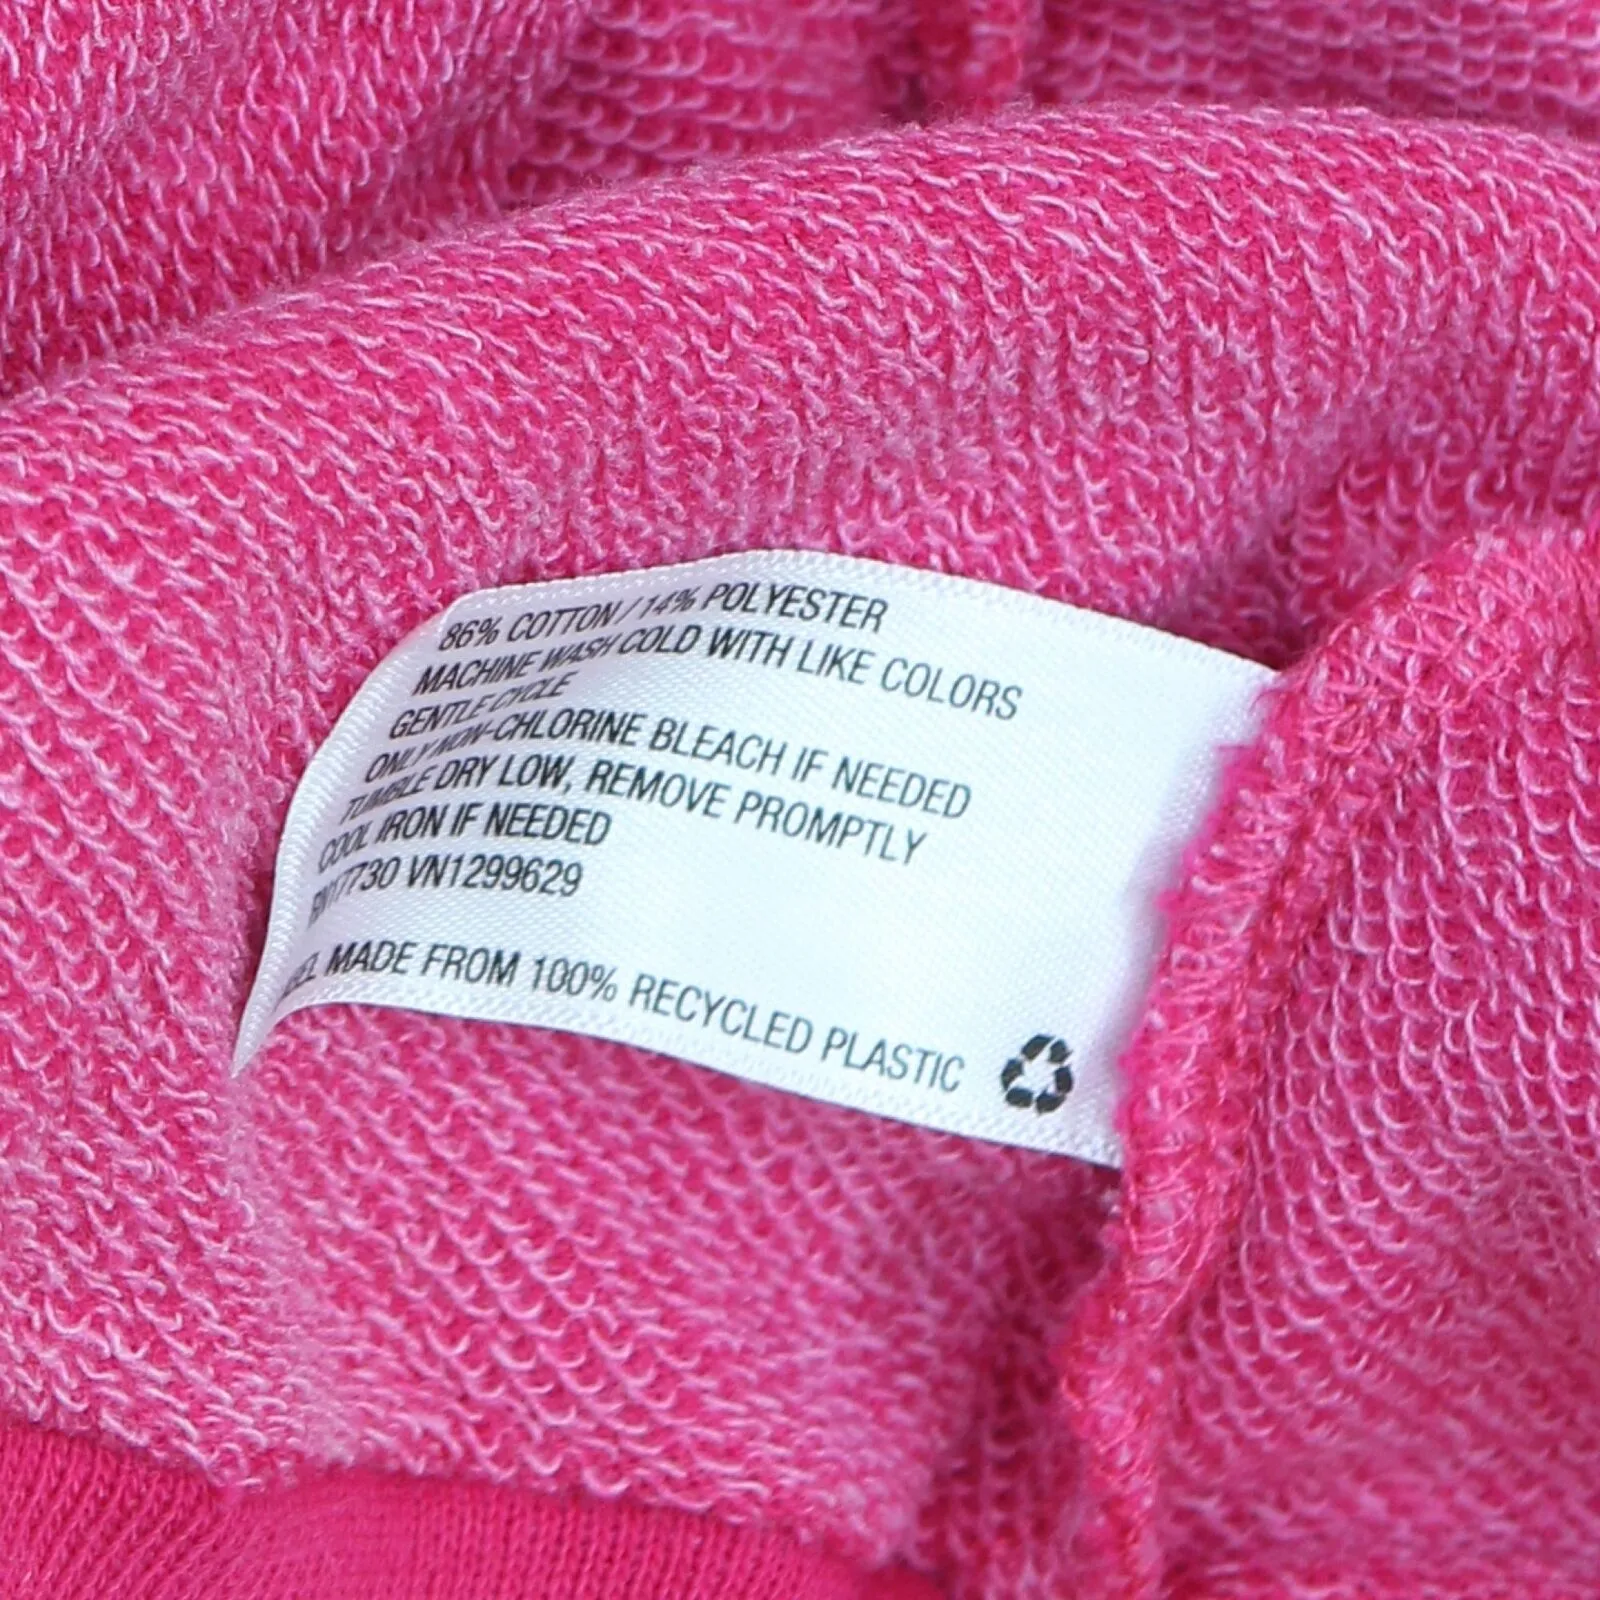 86% COTTON / 14% POLYESTER
MACHINE WASH COLD WITH LIKE COLORS
GENTLE CYCLE
ONLY NON-CHLORINE BLEACH IF NEEDED
TUMBLE DRY LOW, REMOVE PROMPTLY
COOL IRON IF NEEDED
RN17730 VN1299629
MADE FROM 100% RECYCLED PLASTIC